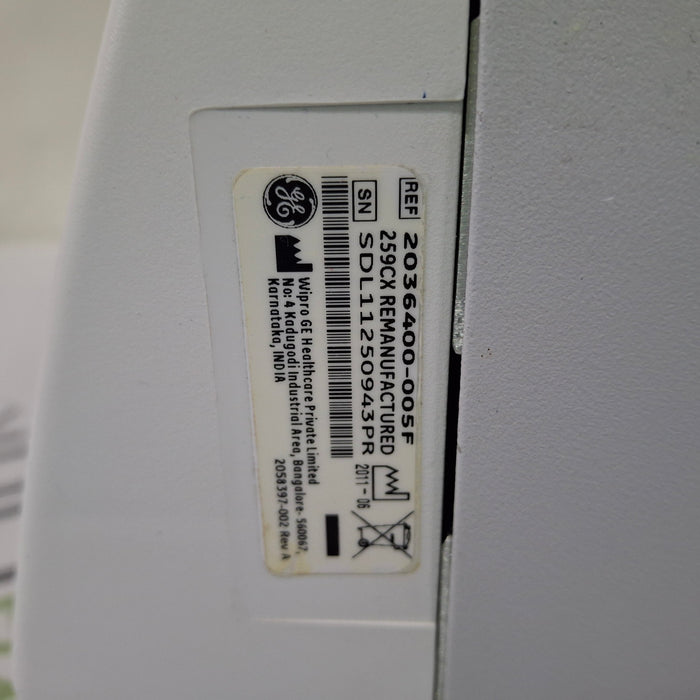 REF 2036400-005F
259CX REMANUFACTURED
SN SDL11250943PR
2011-06
GE
Wipro GE Healthcare Private Limited
No: 4 Kadugodi Industrial Area, Bangalore- 560067,
Karnataka, INDIA
2058397-002 Rev A